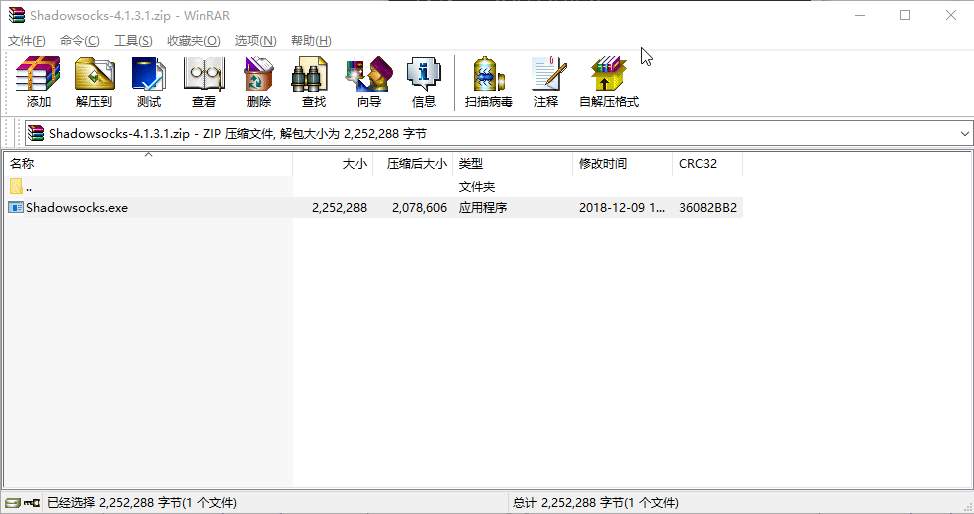 Shadowsocks-4.1.3.1.zip - WinRAR
文件(F) 命令(C) 工具(S) 收藏夹(O) 选项(N) 帮助(H)
添加 解压到 测试 查看 删除 查找 向导 信息 扫描病毒 注释 自解压格式
Shadowsocks-4.1.3.1.zip - ZIP 压缩文件, 解包大小为 2,252,288 字节
名称 大小 压缩后大小 类型 修改时间 CRC32
.. 文件夹
Shadowsocks.exe 2,252,288 2,078,606 应用程序 2018-12-09 1... 36082BB2
已经选择 2,252,288 字节(1 个文件) 总计 2,252,288 字节(1 个文件)